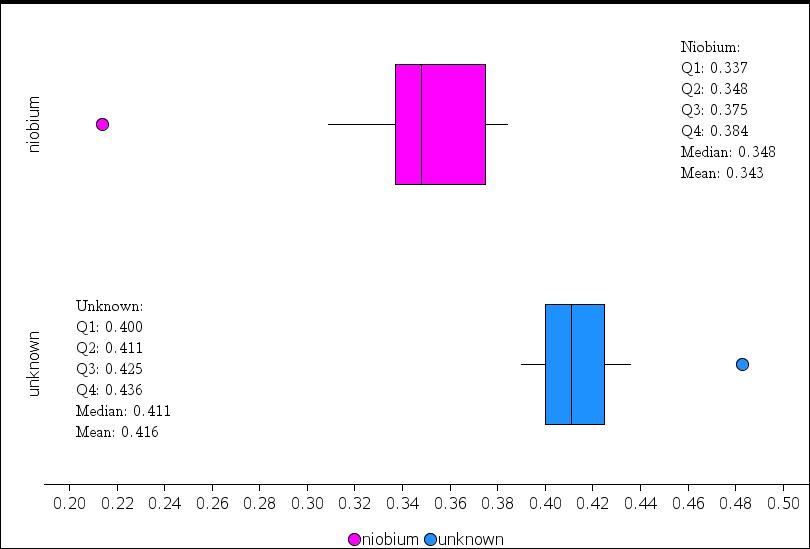 niobium
Niobium:
Q1: 0.337
Q2: 0.348
Q3: 0.375
Q4: 0.384
Median: 0.348
Mean: 0.343
unknown
Unknown:
Q1: 0.400
Q2: 0.411
Q3: 0.425
Q4: 0.436
Median: 0.411
Mean: 0.416
0.20 0.22 0.24 0.26 0.28 0.30 0.32 0.34 0.36 0.38 0.40 0.42 0.44 0.46 0.48 0.50
niobium unknown